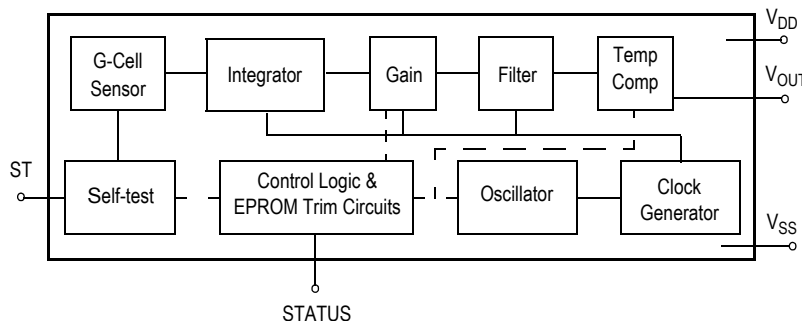 V_DD
G-Cell
Sensor
Integrator
Gain
Filter
Temp
Comp
V_OUT
ST
Self-test
Control Logic &
EPROM Trim Circuits
Oscillator
Clock
Generator
V_SS
STATUS